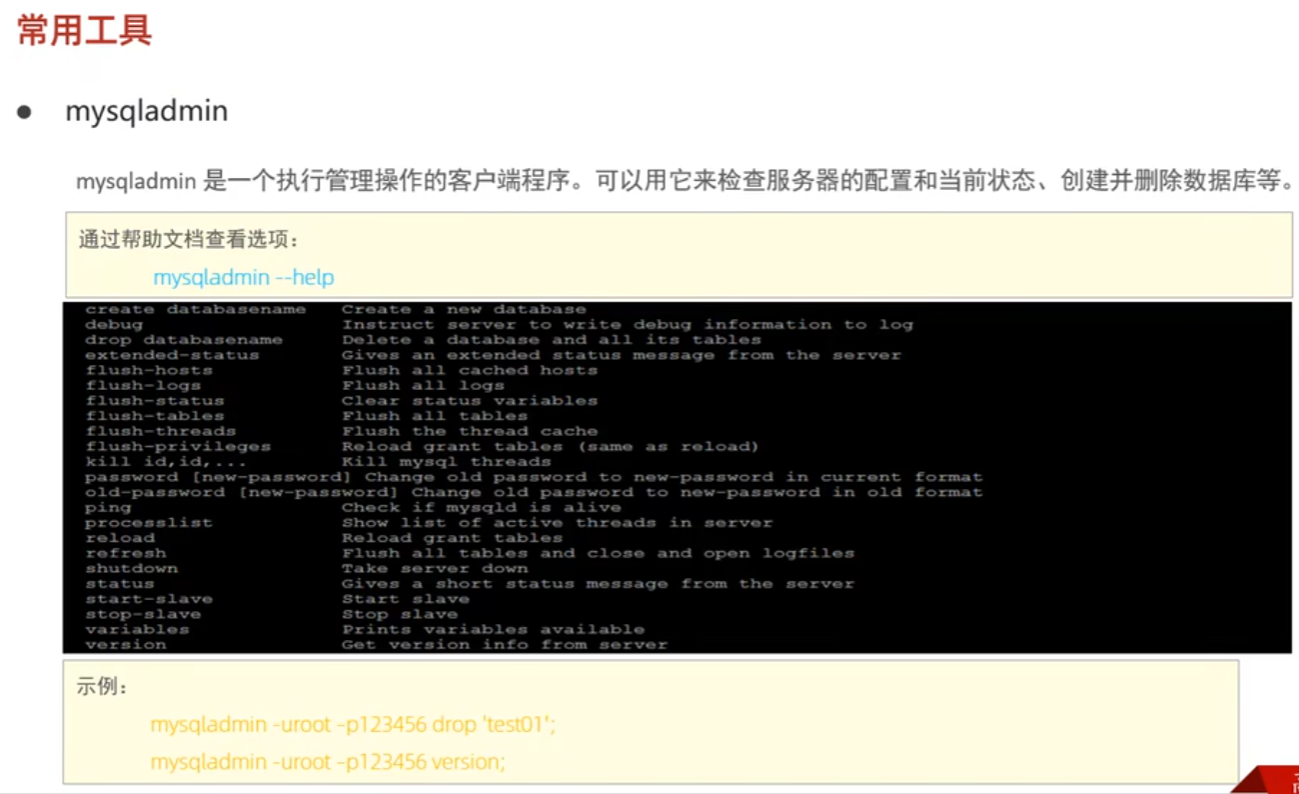 常用工具
● mysqladmin
mysqladmin 是一个执行管理操作的客户端程序。可以用它来检查服务器的配置和当前状态、创建并删除数据库等。
通过帮助文档查看选项：
mysqladmin --help
create databasename Create a new database
debug Instruct server to write debug information to log
drop databasename Delete a database and all its tables
extended-status Gives an extended status message from the server
flush-hosts Flush all cached hosts
flush-logs Flush all logs
flush-status Clear status variables
flush-tables Flush all tables
flush-threads Flush the thread cache
flush-privileges Reload grant tables (same as reload)
kill id,id,... Kill mysql threads
password [new-password] Change old password to new-password in current format
old-password [new-password] Change old password to new-password in old format
ping Check if mysqld is alive
processlist Show list of active threads in server
reload Reload grant tables
refresh Flush all tables and close and open logfiles
shutdown Take server down
status Gives a short status message from the server
start-slave Start slave
stop-slave Stop slave
variables Prints variables available
version Get version info from server
示例：
mysqladmin -uroot -p123456 drop 'test01';
mysqladmin -uroot -p123456 version;